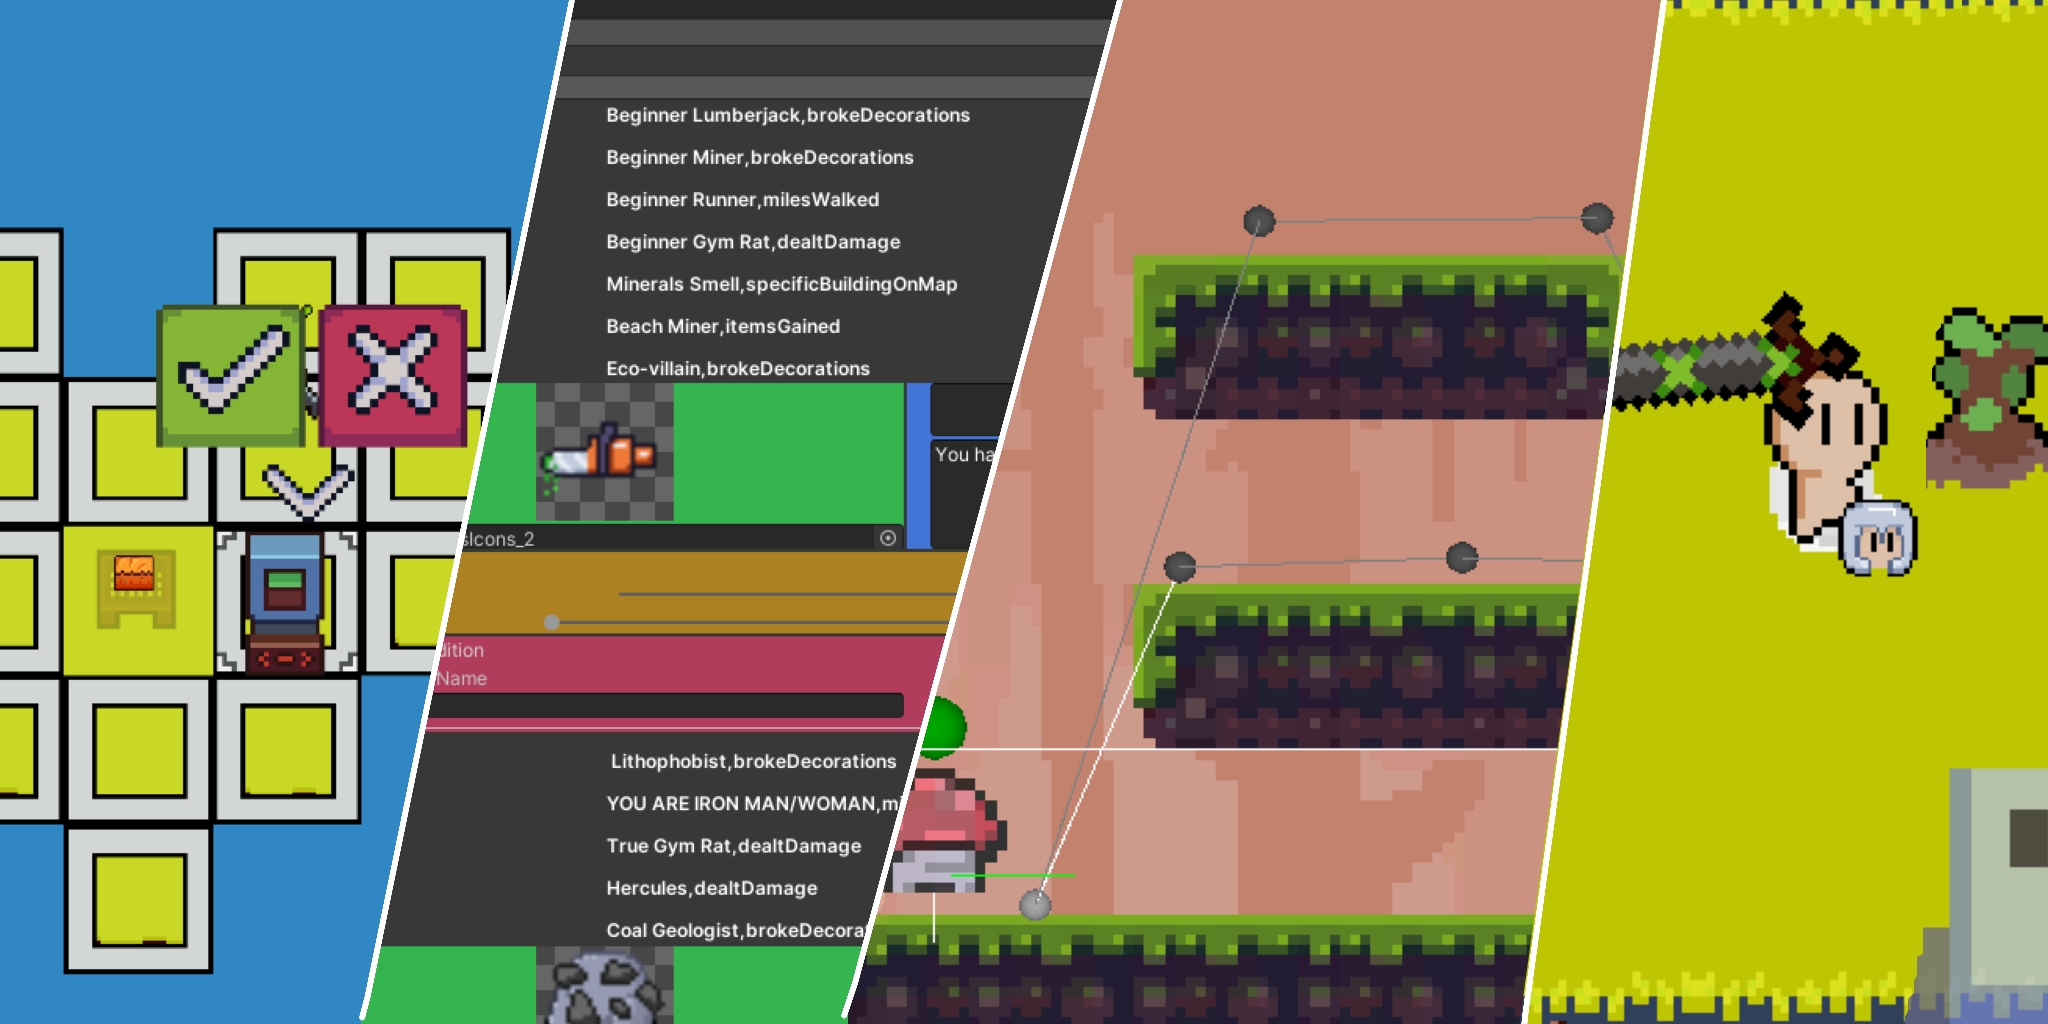 Beginner Lumberjack,brokeDecorations
Beginner Miner,brokeDecorations
Beginner Runner,milesWalked
Beginner Gym Rat,dealtDamage
Minerals Smell,specificBuildingOnMap
Beach Miner,itemsGained
Eco-villain,brokeDecorations
You ha
sIcons_2
dition
Name
Lithophobist,brokeDecorations
YOU ARE IRON MAN/WOMAN,m
True Gym Rat,dealtDamage
Hercules,dealtDamage
Coal Geologist,brokeDecora